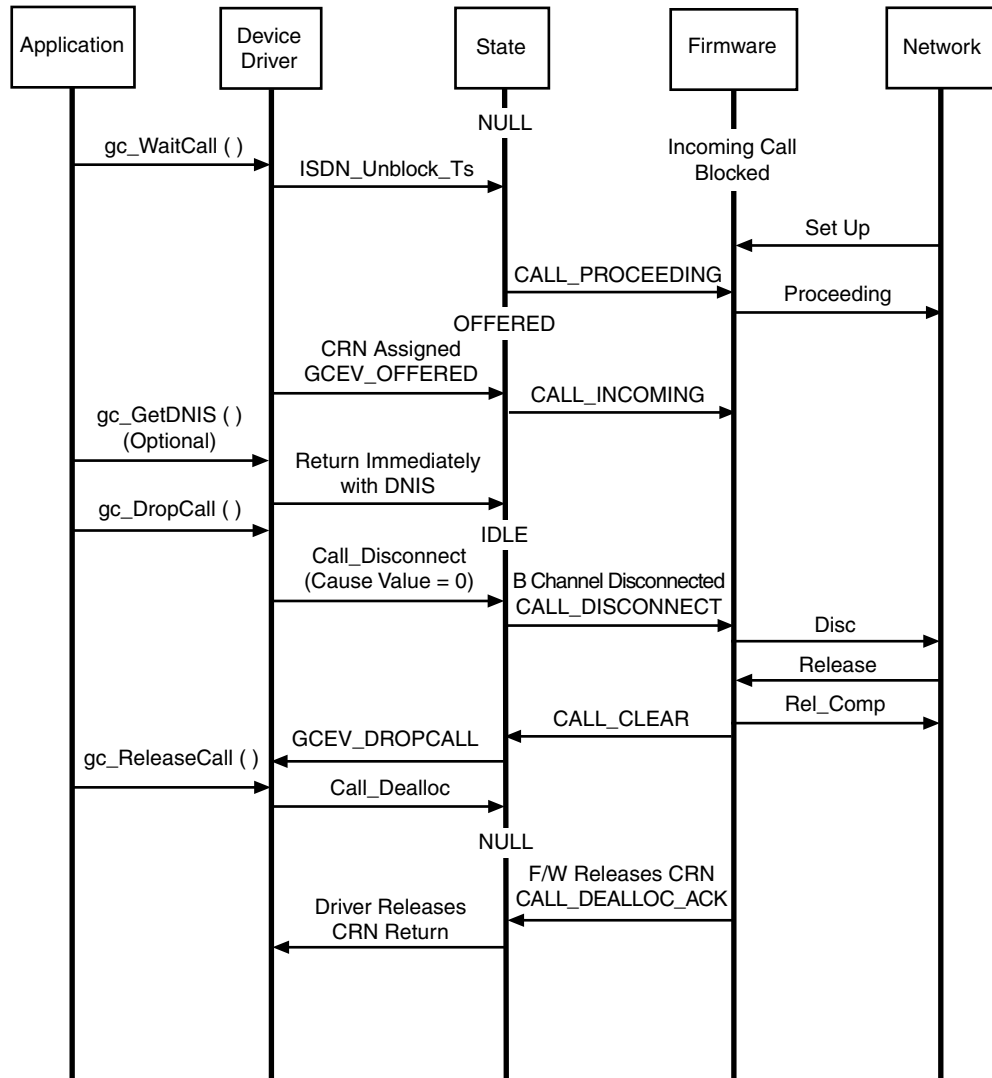 Application
Device
Driver
State
Firmware
Network
NULL
gc_WaitCall ( )
Incoming Call
Blocked
ISDN_Unblock_Ts
Set Up
CALL_PROCEEDING
Proceeding
OFFERED
CRN Assigned
GCEV_OFFERED
CALL_INCOMING
gc_GetDNIS ( )
(Optional)
Return Immediately
with DNIS
gc_DropCall ( )
IDLE
Call_Disconnect
(Cause Value = 0)
B Channel Disconnected
CALL_DISCONNECT
Disc
Release
Rel_Comp
CALL_CLEAR
GCEV_DROPCALL
gc_ReleaseCall ( )
Call_Dealloc
NULL
F/W Releases CRN
CALL_DEALLOC_ACK
Driver Releases
CRN Return